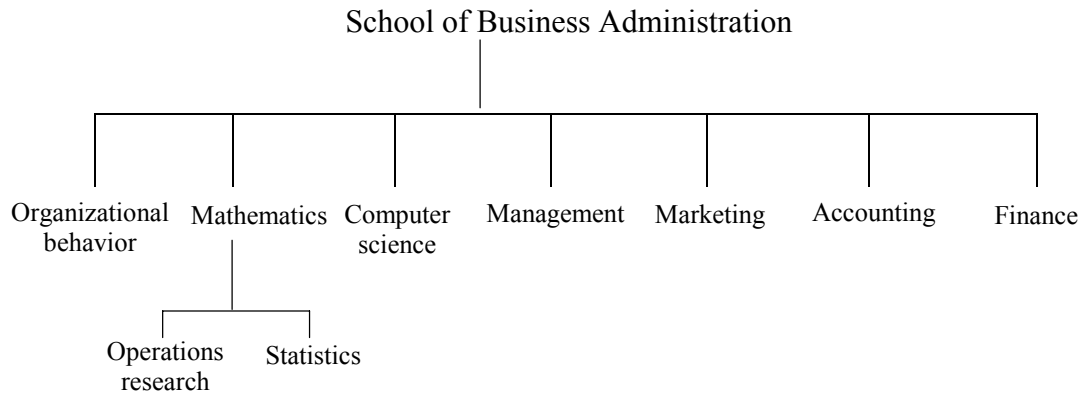 School of Business Administration
Organizational
behavior
Mathematics
Computer
science
Management
Marketing
Accounting
Finance
Operations
research
Statistics